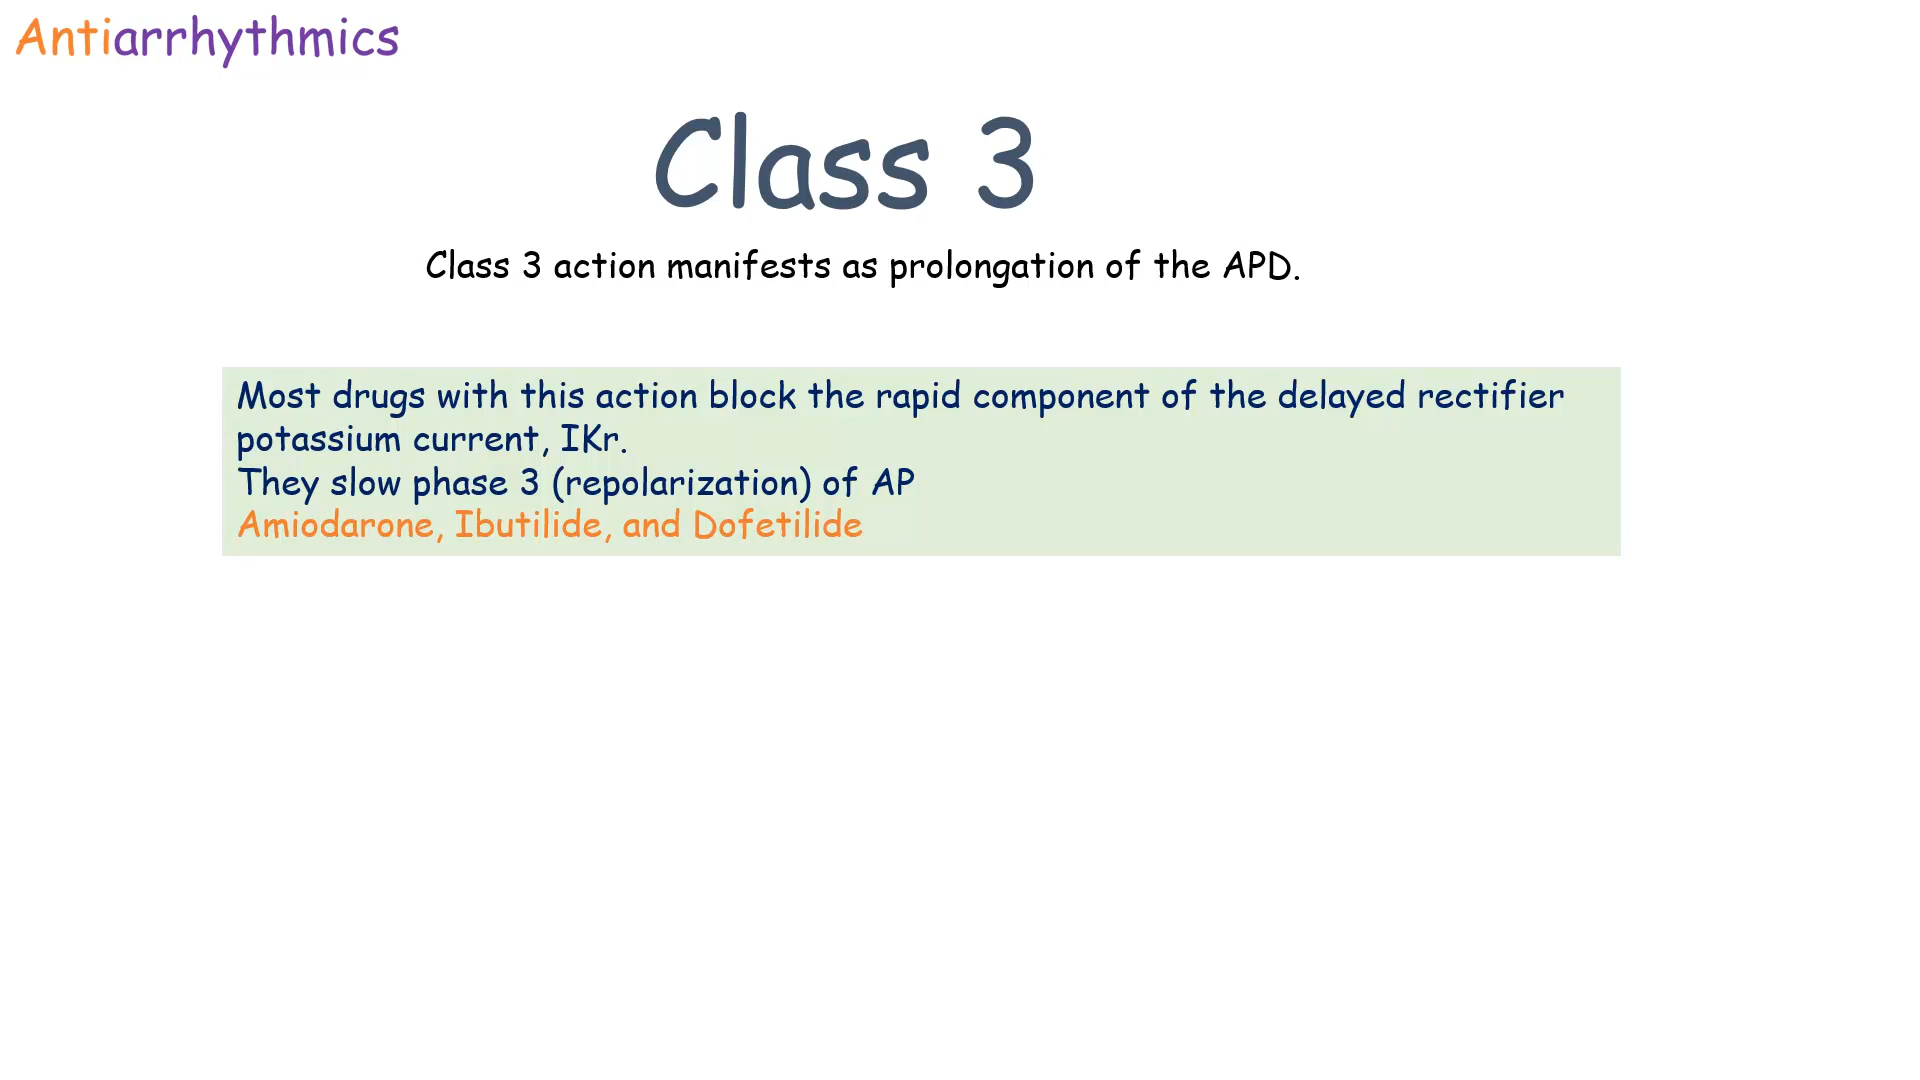 Antiarrhythmics
Class 3
Class 3 action manifests as prolongation of the APD.
Most drugs with this action block the rapid component of the delayed rectifier
potassium current, IKr.
They slow phase 3 (repolarization) of AP
Amiodarone, Ibutilide, and Dofetilide